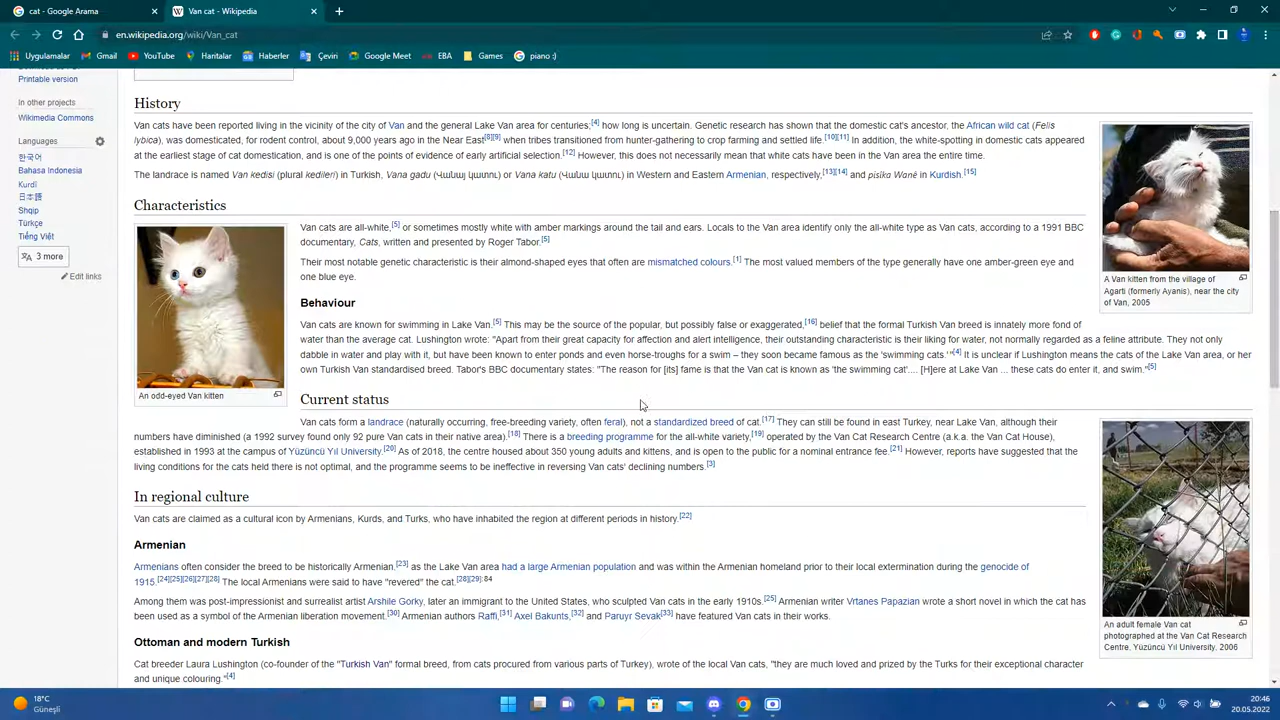 cat - Google Arama
Van cat - Wikipedia
en.wikipedia.org/wiki/Van_cat
Uygulamalar Gmail YouTube Haritalar Haberler Çeviri Google Meet EBA Games piano :)
Printable version
In other projects
Wikimedia Commons
Languages
한국어
Bahasa Indonesia
Kurdî
日本語
Shqip
Türkçe
Tiếng Việt
3 more
Edit links
History
Van cats have been reported living in the vicinity of the city of Van and the general Lake Van area for centuries;[4] how long is uncertain. Genetic research has shown that the domestic cat's ancestor, the African wild cat (Felis
lybica), was domesticated, for rodent control, about 9,000 years ago in the Near East[8][9] when tribes transitioned from hunter-gathering to crop farming and settled life.[10][11] In addition, the white-spotting in domestic cats appeared
at the earliest stage of cat domestication, and is one of the points of evidence of early artificial selection.[12] However, this does not necessarily mean that white cats have been in the Van area the entire time.
The landrace is named Van kedisi (plural kedileri) in Turkish, Vana gadu (Վանայ կատու) or Vana katu (Վանայ կատու) in Western and Eastern Armenian, respectively,[13][14] and pisîka Wanê in Kurdish.[15]
A Van kitten from the village of
Agarti (formerly Ayanis), near the city
of Van, 2005
Characteristics
An odd-eyed Van kitten
Van cats are all-white,[5] or sometimes mostly white with amber markings around the tail and ears. Locals to the Van area identify only the all-white type as Van cats, according to a 1991 BBC
documentary, Cats, written and presented by Roger Tabor.[5]
Their most notable genetic characteristic is their almond-shaped eyes that often are mismatched colours.[1] The most valued members of the type generally have one amber-green eye and
one blue eye.
Behaviour
Van cats are known for swimming in Lake Van.[5] This may be the source of the popular, but possibly false or exaggerated,[16] belief that the formal Turkish Van breed is innately more fond of
water than the average cat. Lushington wrote: "Apart from their great capacity for affection and alert intelligence, their outstanding characteristic is their liking for water, not normally regarded as a feline attribute. They not only
dabble in water and play with it, but have been known to enter ponds and even horse-troughs for a swim – they soon became famous as the 'swimming cats.'"[4] It is unclear if Lushington means the cats of the Lake Van area, or her
own Turkish Van standardised breed. Tabor's BBC documentary states: "The reason for [its] fame is that the Van cat is known as 'the swimming cat'.... [H]ere at Lake Van ... these cats do enter it, and swim."[5]
Current status
Van cats form a landrace (naturally occurring, free-breeding variety, often feral), not a standardized breed of cat.[17] They can still be found in east Turkey, near Lake Van, although their
numbers have diminished (a 1992 survey found only 92 pure Van cats in their native area).[18] There is a breeding programme for the all-white variety,[19] operated by the Van Cat Research Centre (a.k.a. the Van Cat House),
established in 1993 at the campus of Yüzüncü Yıl University.[20] As of 2018, the centre housed about 350 young adults and kittens, and is open to the public for a nominal entrance fee.[21] However, reports have suggested that the
living conditions for the cats held there is not optimal, and the programme seems to be ineffective in reversing Van cats' declining numbers.[3]
An adult female Van cat
photographed at the Van Cat Research
Centre, Yüzüncü Yıl University. 2006
In regional culture
Van cats are claimed as a cultural icon by Armenians, Kurds, and Turks, who have inhabited the region at different periods in history.[22]
Armenian
Armenians often consider the breed to be historically Armenian,[23] as the Lake Van area had a large Armenian population and was within the Armenian homeland prior to their local extermination during the genocide of
1915.[24][25][26][27][28] The local Armenians were said to have "revered" the cat.[28][29]: 84
Among them was post-impressionist and surrealist artist Arshile Gorky, later an immigrant to the United States, who sculpted Van cats in the early 1910s.[25] Armenian writer Vrtanes Papazian wrote a short novel in which the cat has
been used as a symbol of the Armenian liberation movement.[30] Armenian authors Raffi,[31] Axel Bakunts,[32] and Paruyr Sevak[33] have featured Van cats in their works.
Ottoman and modern Turkish
Cat breeder Laura Lushington (co-founder of the "Turkish Van" formal breed, from cats procured from various parts of Turkey), wrote of the local Van cats, "they are much loved and prized by the Turks for their exceptional character
and unique colouring."[4]
18°C
Güneşli
20:46
20.05.2022